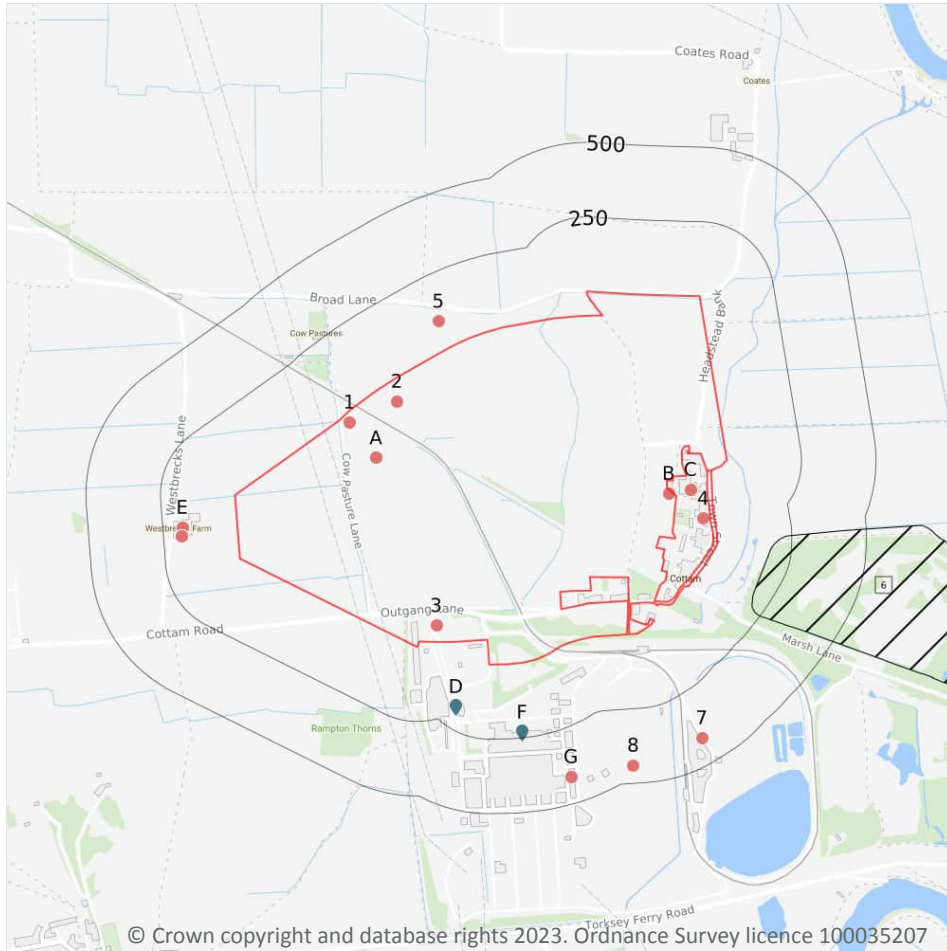 Coates Road
Coates
500
250
Headstead Bank
Broad Lane
5
Cow Pastures
2
1
A
Cow Pasture Lane
Westbrecks Lane
B
C
4
Town Street
E
Westbrecks Farm
Cottam
6
Outgang Lane
3
Cottam Road
Marsh Lane
D
F
Rampton Thorns
7
G
8
Torksey Ferry Road
© Crown copyright and database rights 2023. Ordnance Survey licence 100035207